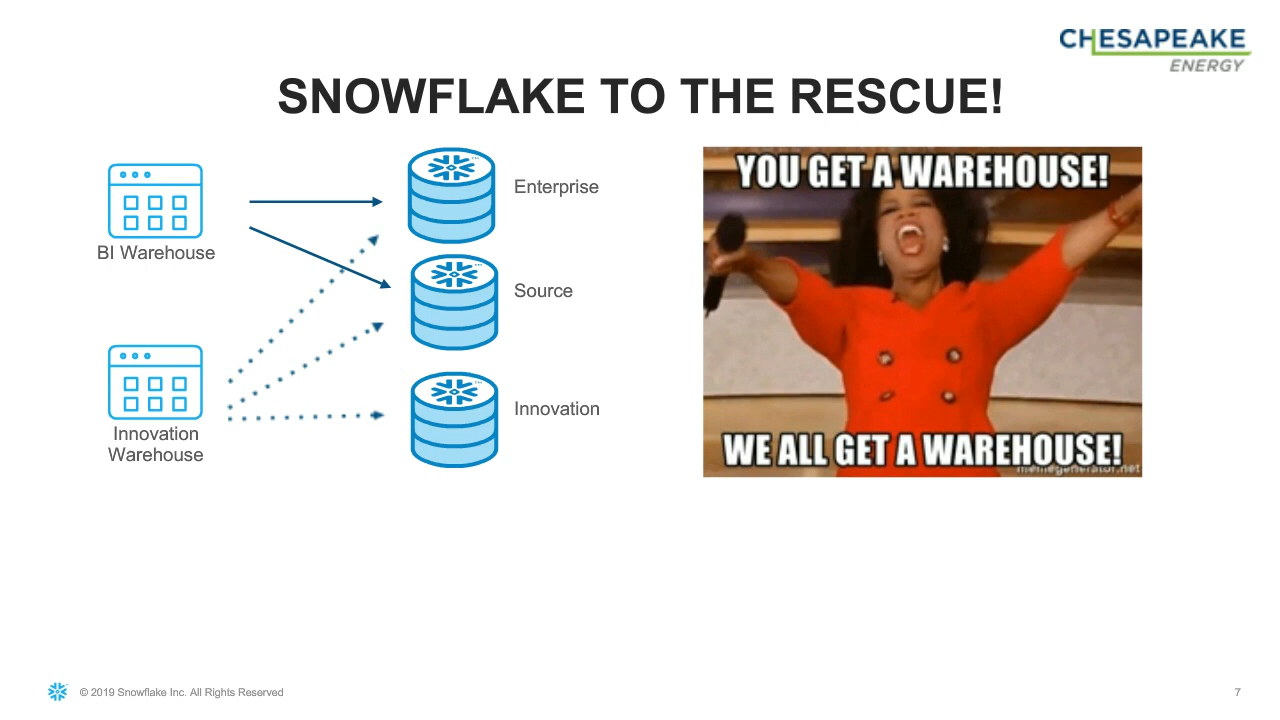 CHESAPEAKE
ENERGY
SNOWFLAKE TO THE RESCUE!
BI Warehouse
Innovation
Warehouse
Enterprise
Source
Innovation
YOU GET A WAREHOUSE!
WE ALL GET A WAREHOUSE!
memegenerator.net
© 2019 Snowflake Inc. All Rights Reserved
7